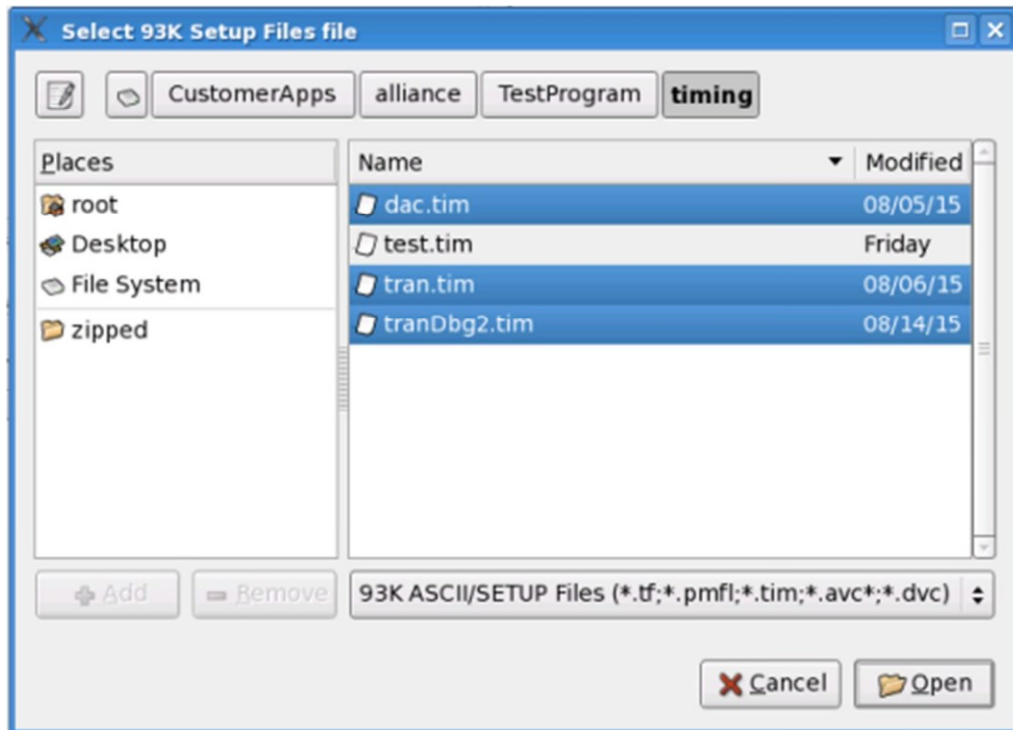 Select 93K Setup Files file
CustomerApps alliance TestProgram timing
Places Name Modified
root dac.tim 08/05/15
Desktop test.tim Friday
File System tran.tim 08/06/15
zipped tranDbg2.tim 08/14/15
Add Remove 93K ASCII/SETUP Files (*.tf;*.pmfl;*.tim;*.avc*;*.dvc)
Cancel Open